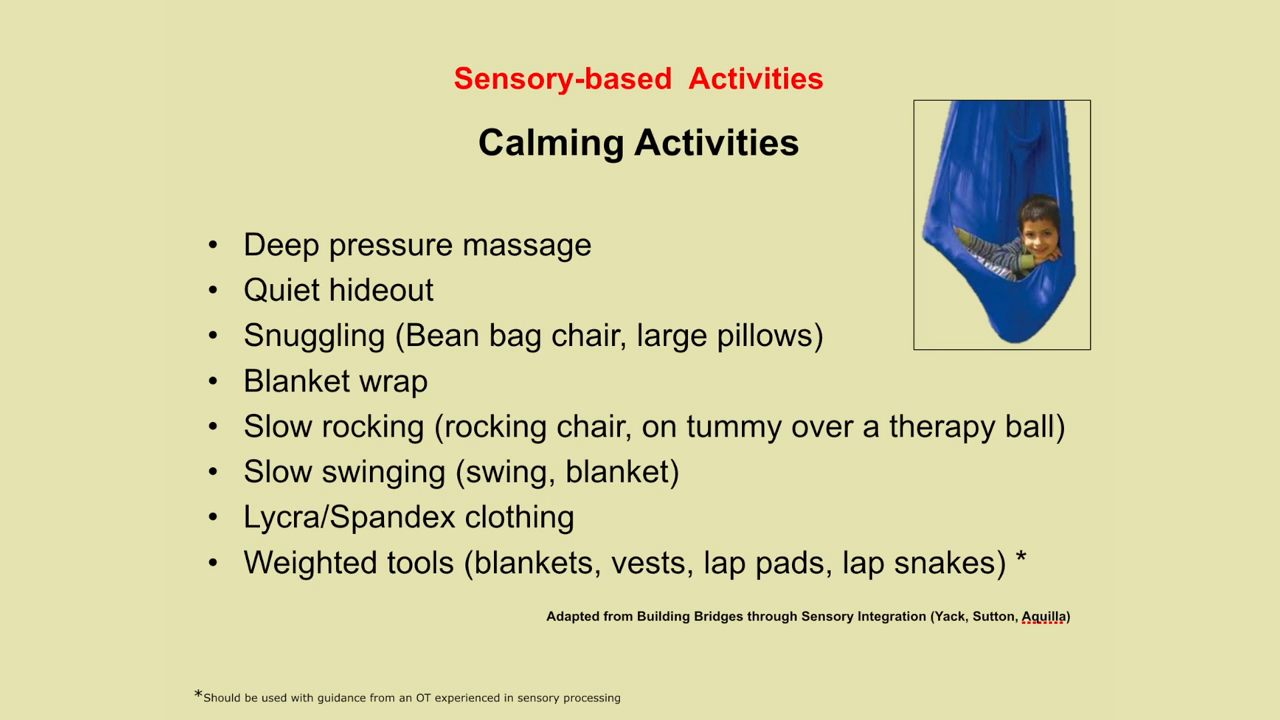 Sensory-based Activities
Calming Activities
• Deep pressure massage
• Quiet hideout
• Snuggling (Bean bag chair, large pillows)
• Blanket wrap
• Slow rocking (rocking chair, on tummy over a therapy ball)
• Slow swinging (swing, blanket)
• Lycra/Spandex clothing
• Weighted tools (blankets, vests, lap pads, lap snakes) *
Adapted from Building Bridges through Sensory Integration (Yack, Sutton, Aquilla)
*Should be used with guidance from an OT experienced in sensory processing